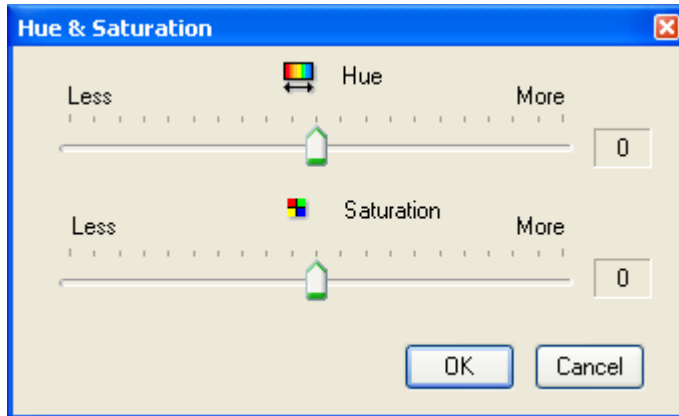 Hue & Saturation
Hue
Less More
0
Saturation
Less More
0
OK Cancel